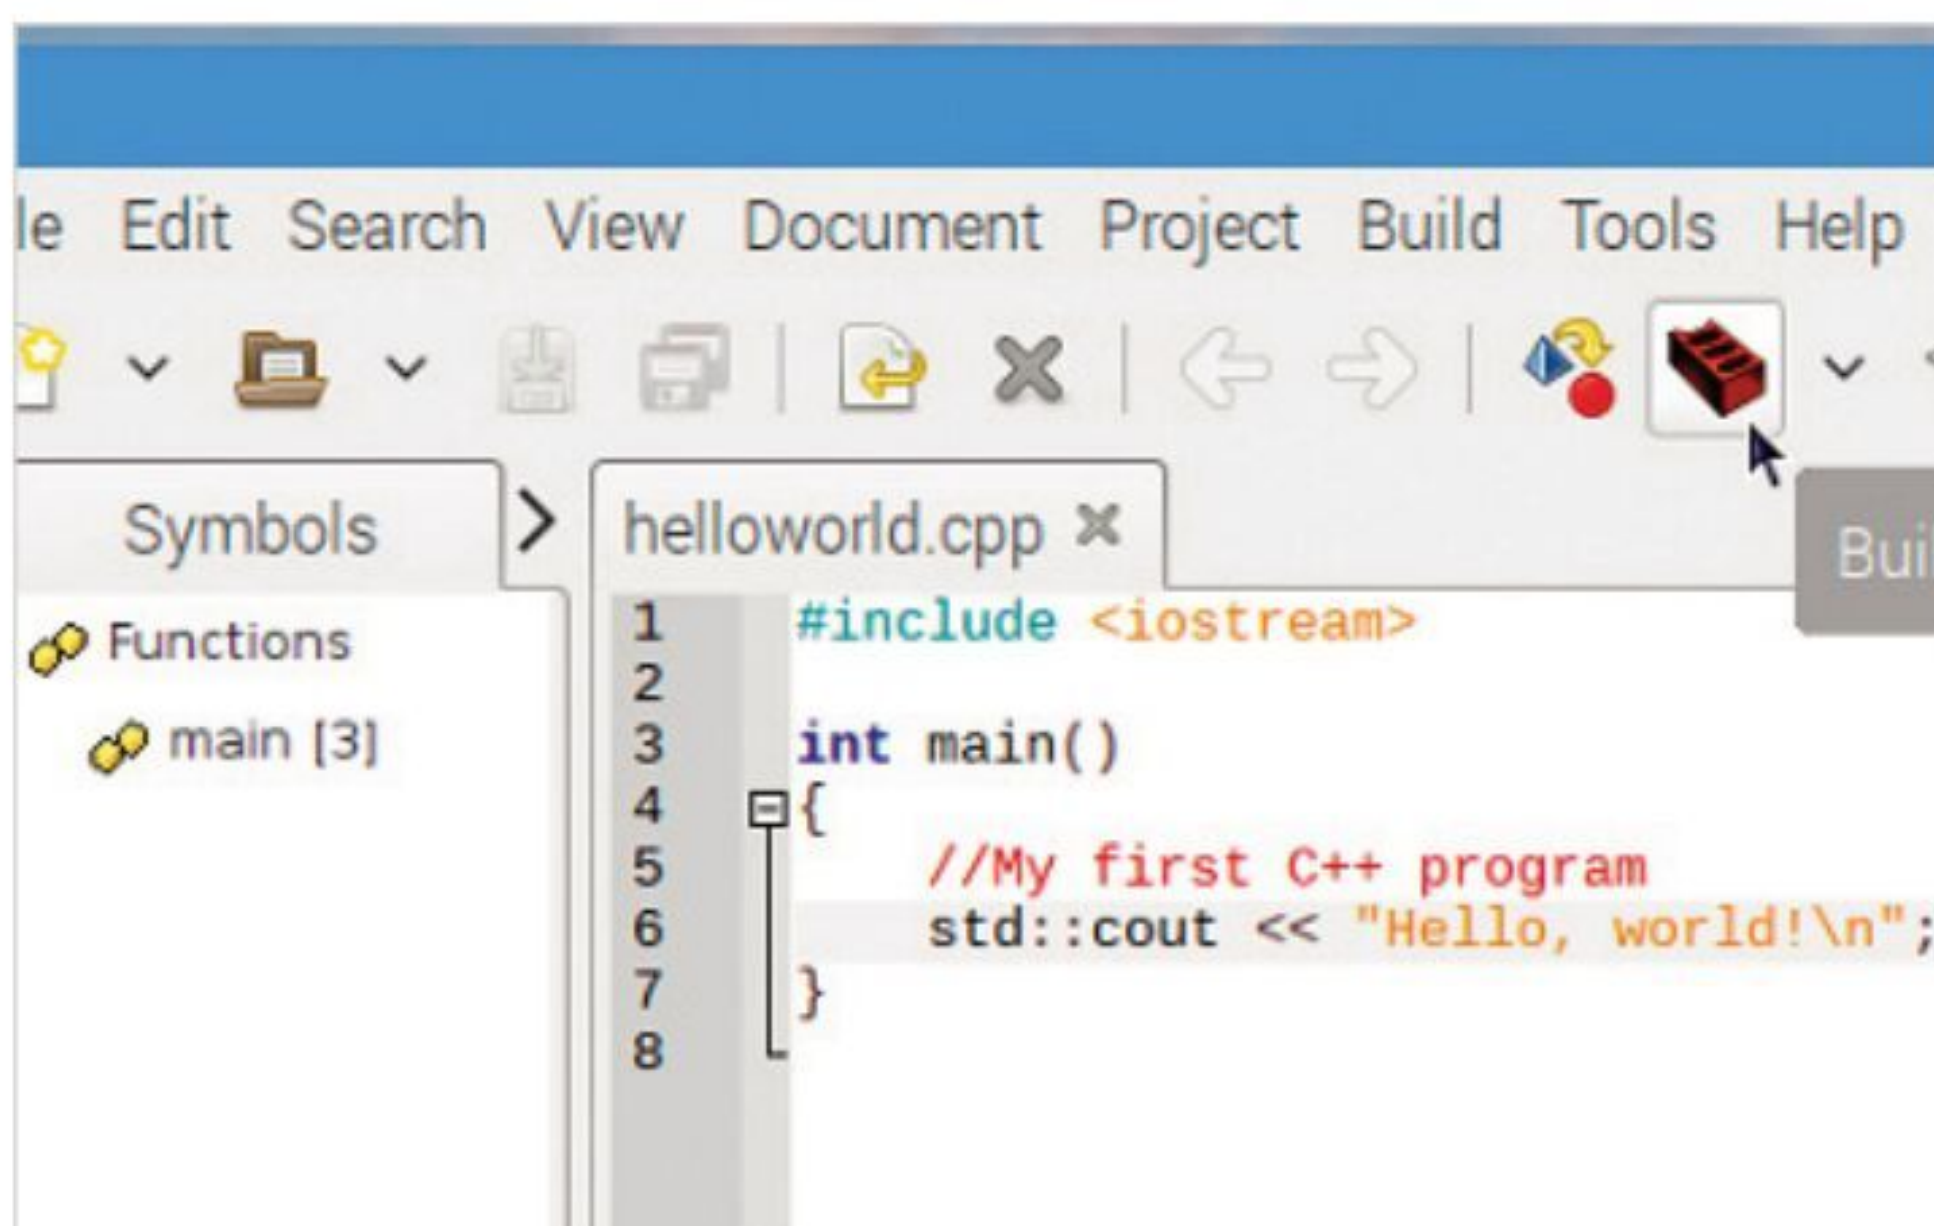 le Edit Search View Document Project Build Tools Help
Symbols
helloworld.cpp
Bui
Functions
main [3]
1 #include <iostream>
2
3 int main()
4 {
5 //My first C++ program
6 std::cout << "Hello, world!\n";
7 }
8